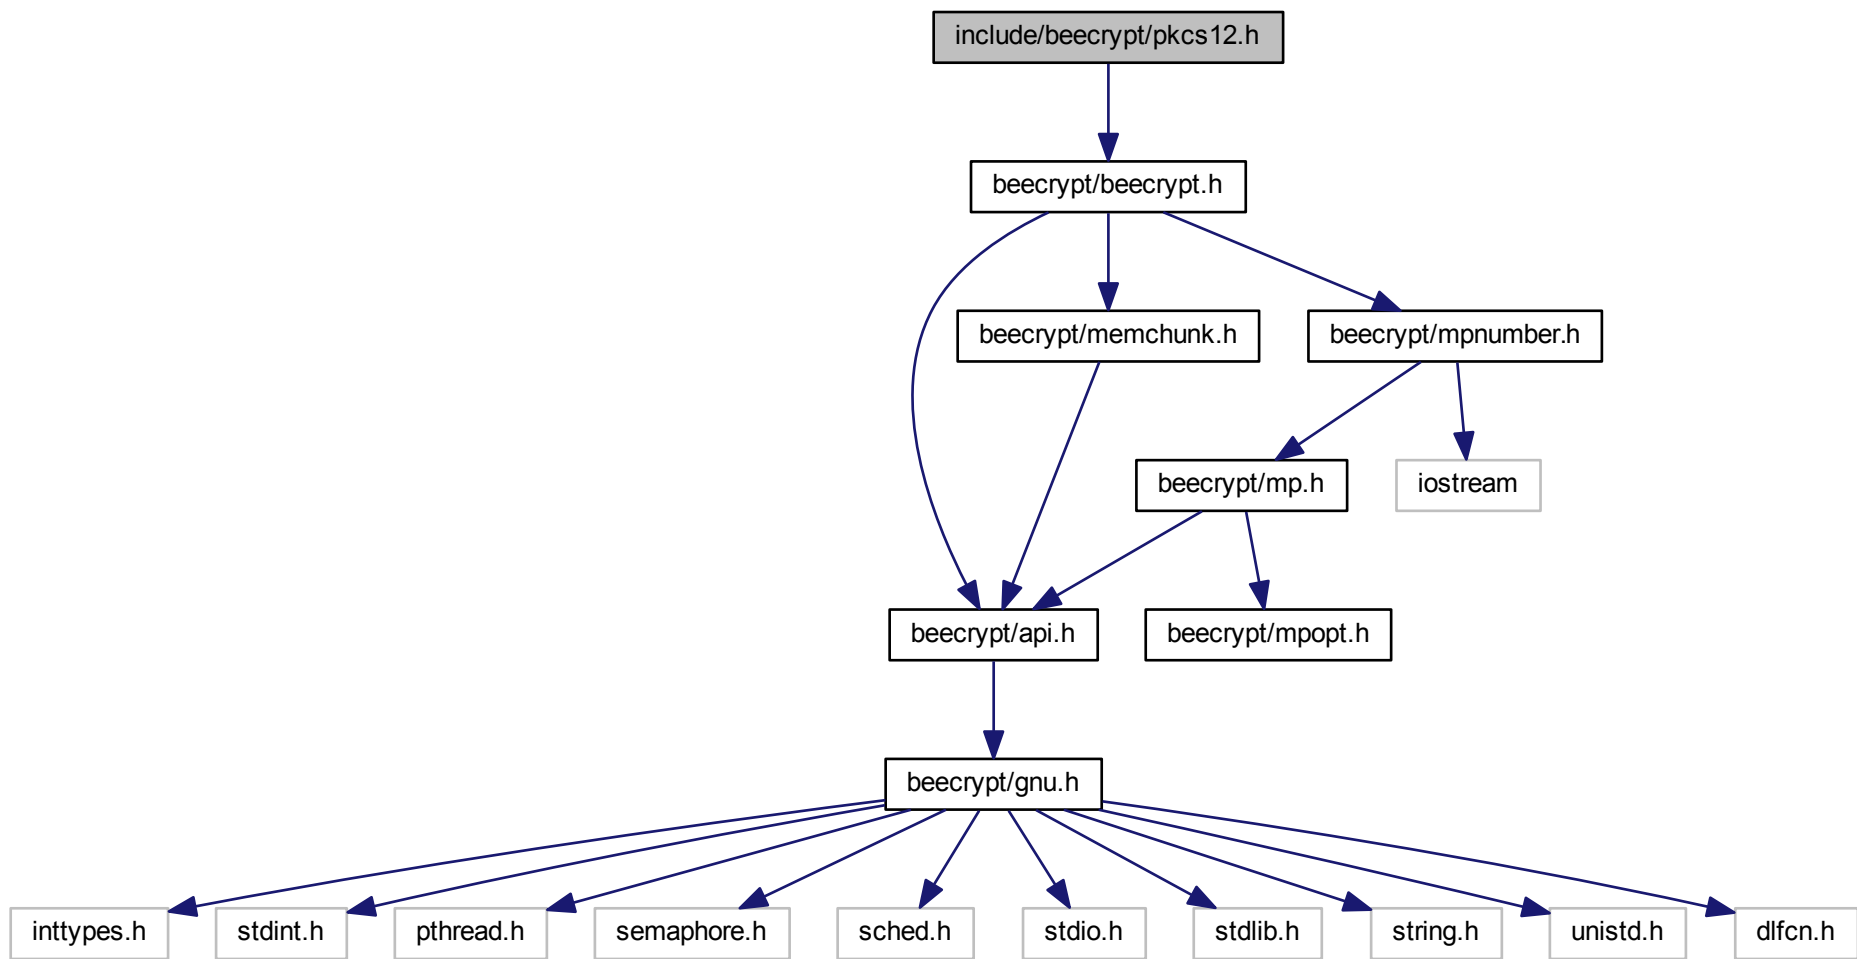 include/beecrypt/pkcs12.h
beecrypt/beecrypt.h
beecrypt/memchunk.h
beecrypt/mpnumber.h
beecrypt/mp.h
iostream
beecrypt/api.h
beecrypt/mpopt.h
beecrypt/gnu.h
inttypes.h
stdint.h
pthread.h
semaphore.h
sched.h
stdio.h
stdlib.h
string.h
unistd.h
dlfcn.h